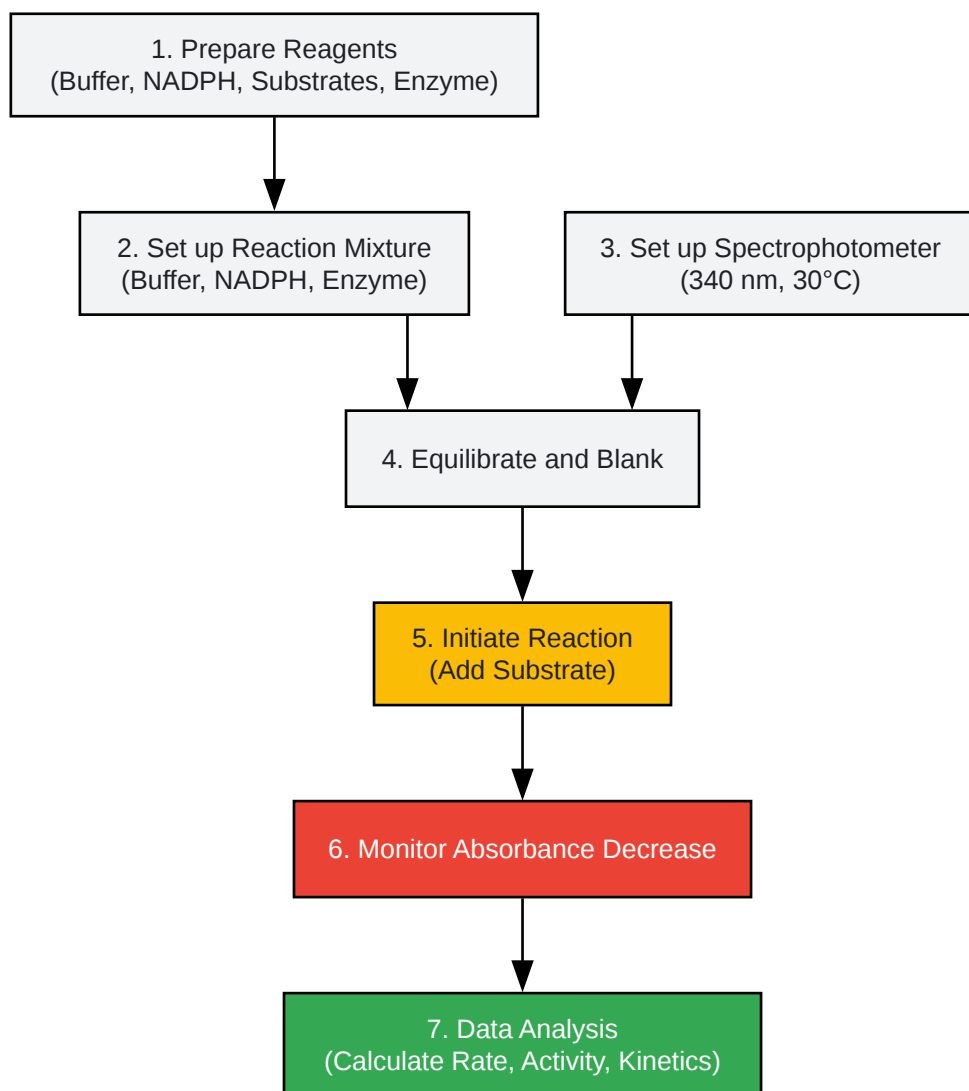 1. Prepare Reagents
(Buffer, NADPH, Substrates, Enzyme)
2. Set up Reaction Mixture
(Buffer, NADPH, Enzyme)
3. Set up Spectrophotometer
(340 nm, 30°C)
4. Equilibrate and Blank
5. Initiate Reaction
(Add Substrate)
6. Monitor Absorbance Decrease
7. Data Analysis
(Calculate Rate, Activity, Kinetics)